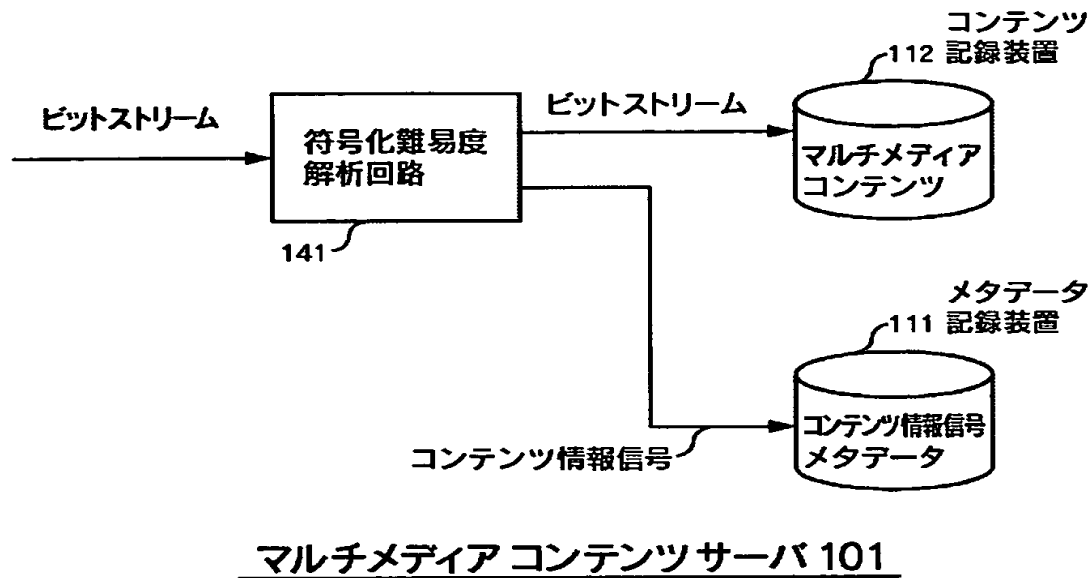 コンテンツ
112 記録装置
ビットストリーム
ビットストリーム
符号化難易度
解析回路
マルチメディア
コンテンツ
141
メタデータ
111 記録装置
コンテンツ情報信号
メタデータ
コンテンツ情報信号
マルチメディア コンテンツ サーバ 101